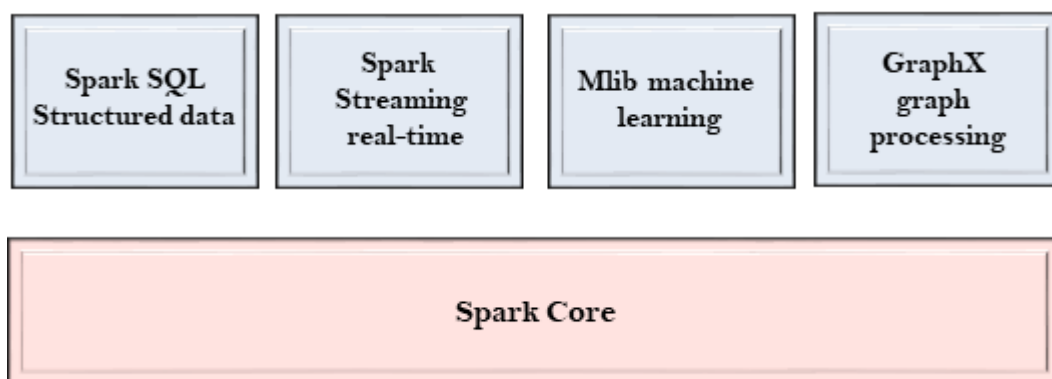 Spark SQL
Structured data
Spark
Streaming
real-time
Mlib machine
learning
GraphX
graph
processing
Spark Core